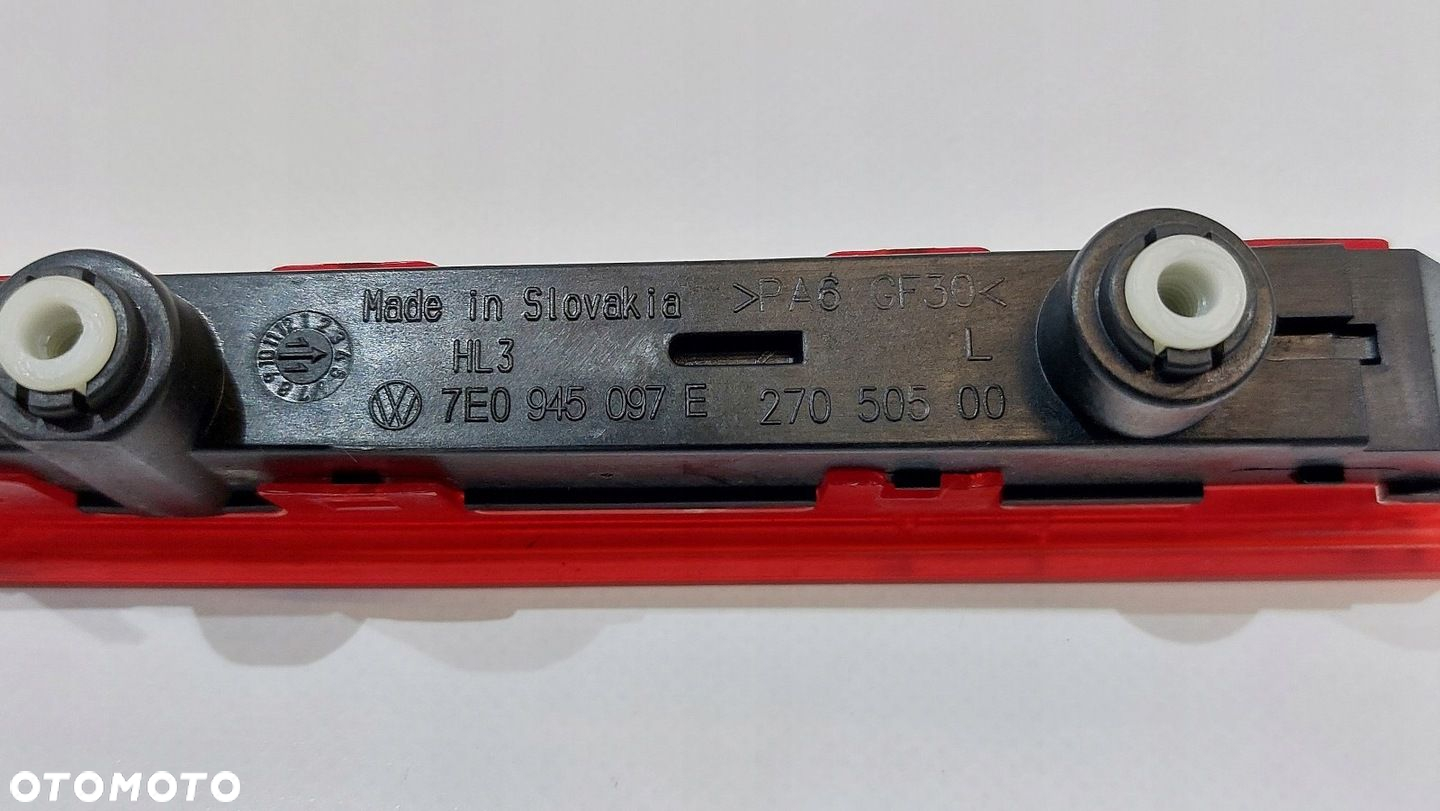 Made in Slovakia >PA6 GF30<
HL3 L
7E0 945 097 E 270 505 00
OTOMOTO